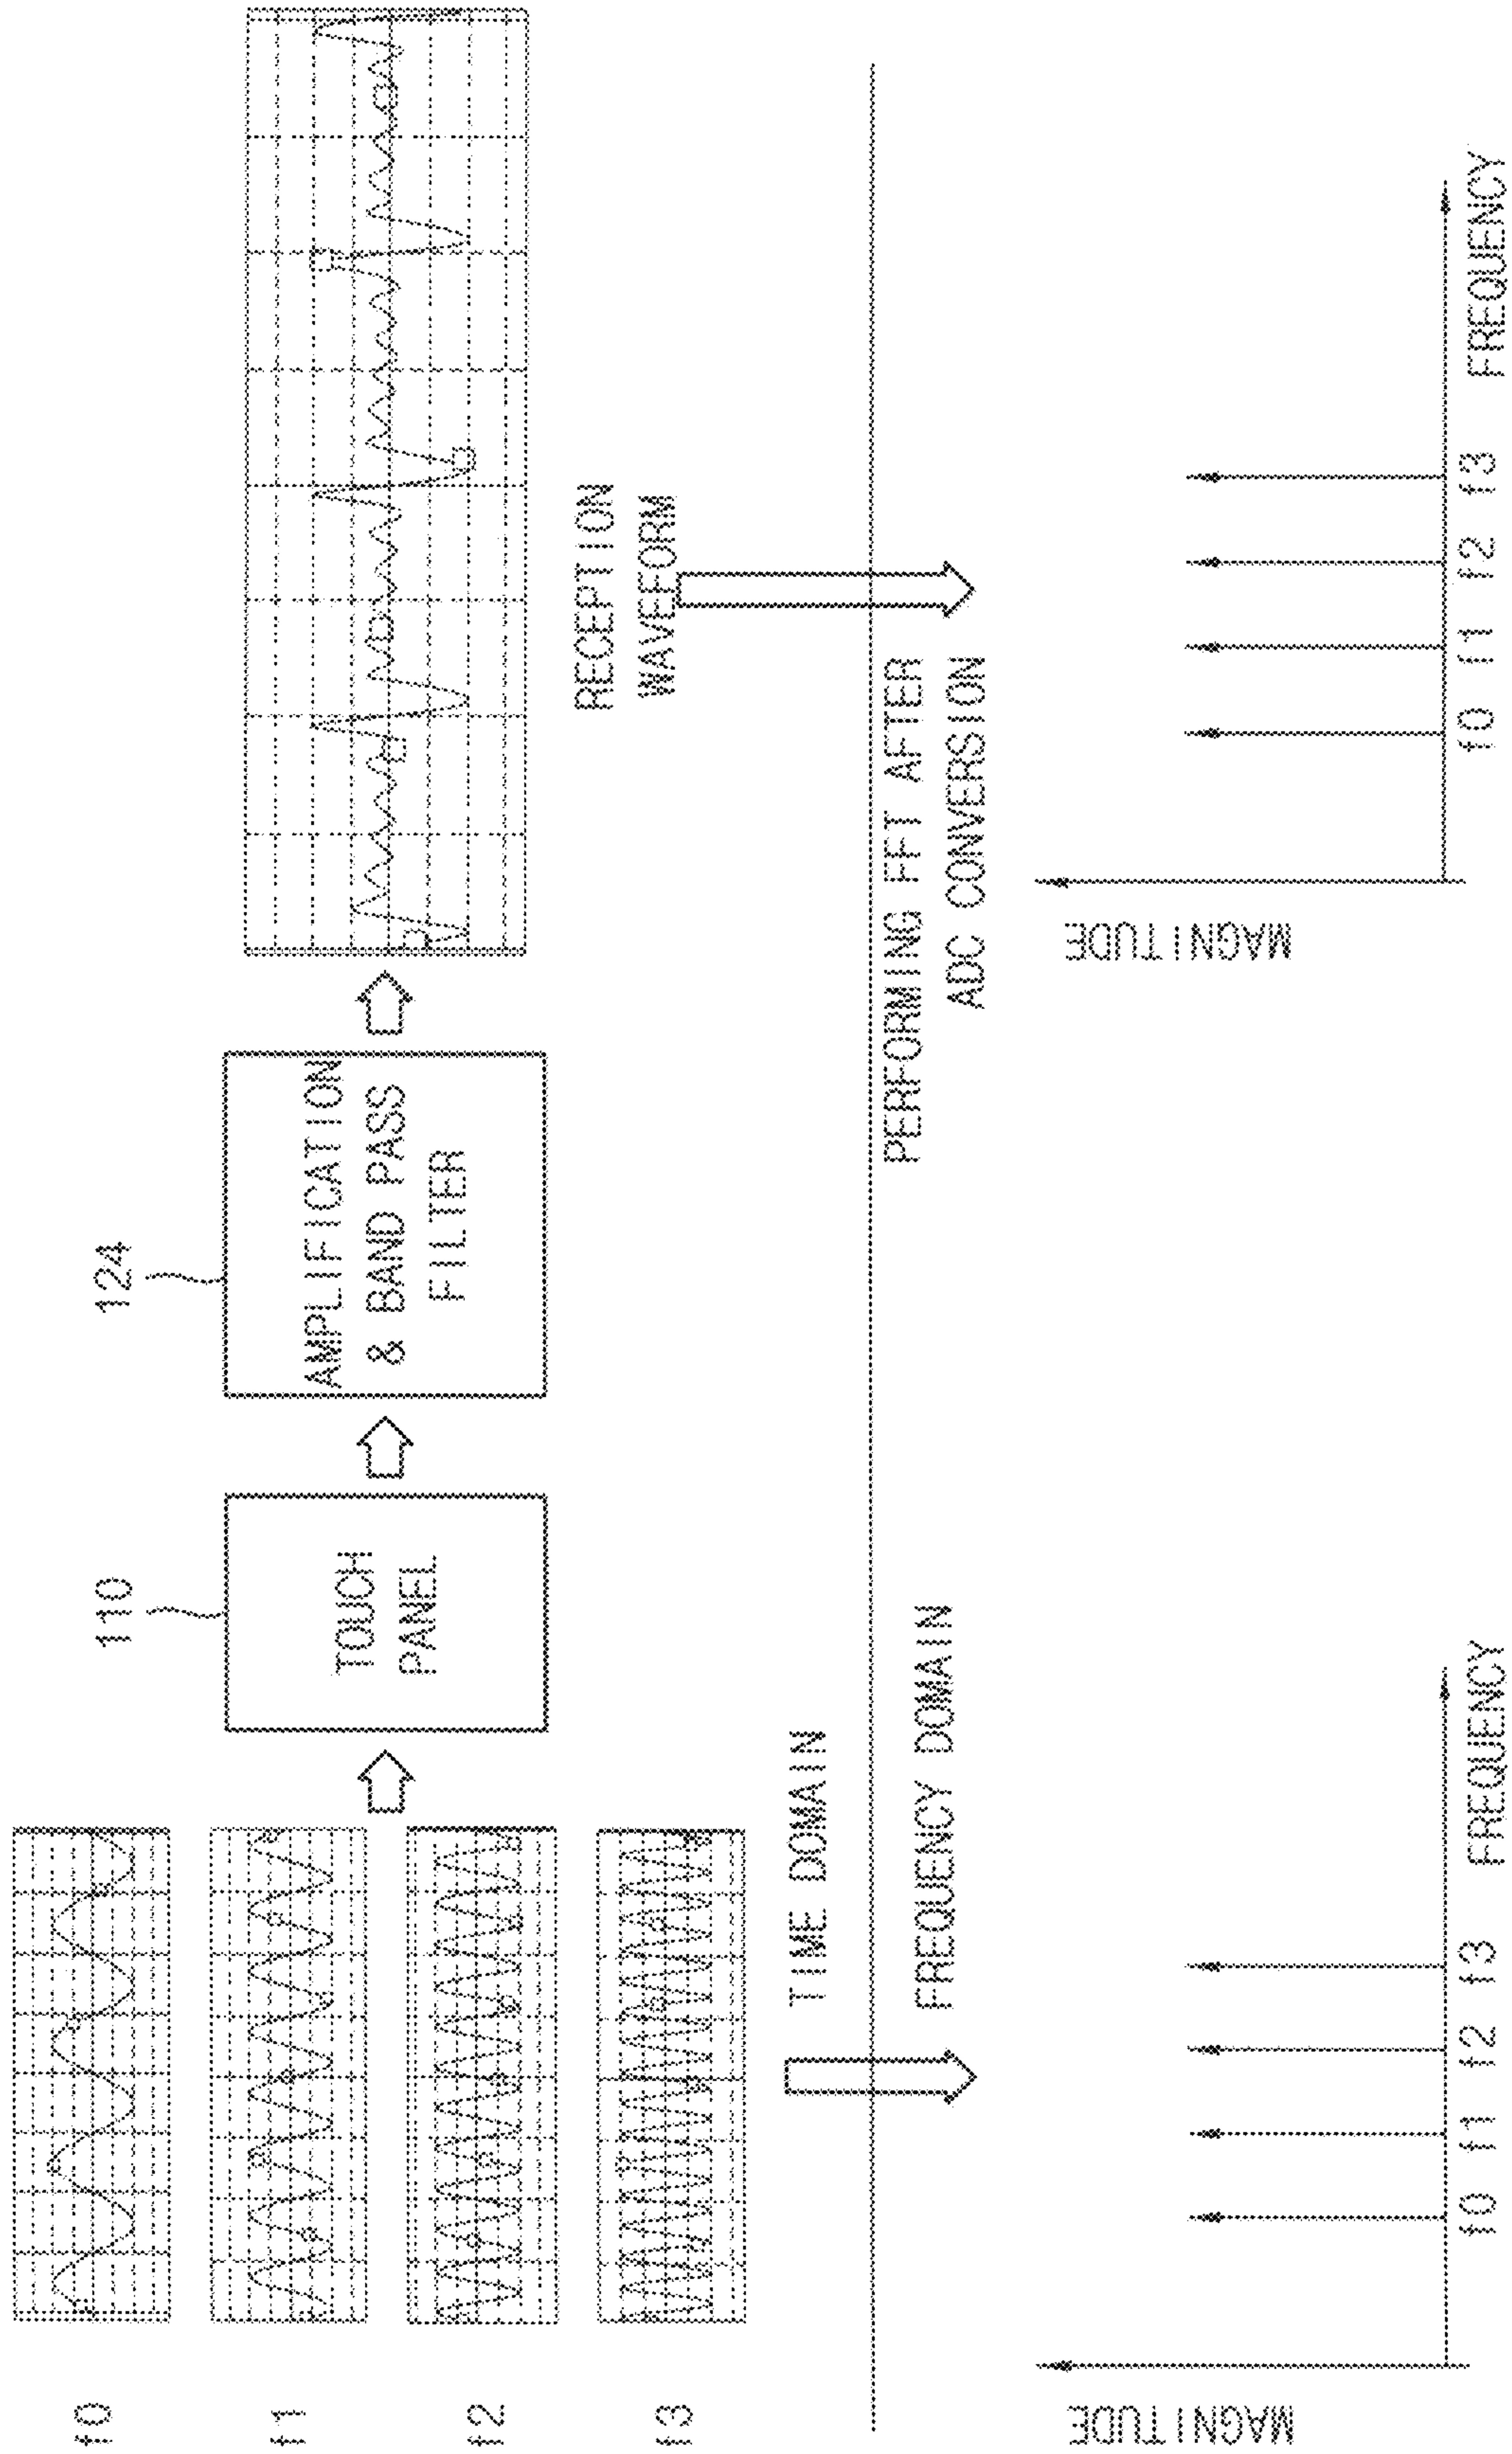 f0
f1
f2
f3
110
TOUCH
PANEL
124
AMPLIFICATION
& BAND PASS
FILTER
RECEPTION
WAVEFORM
TIME DOMAIN
FREQUENCY DOMAIN
PERFORMING FFT AFTER
ADC CONVERSION
MAGNITUDE
f0 f1 f2 f3
FREQUENCY
MAGNITUDE
f0 f1 f2 f3
FREQUENCY